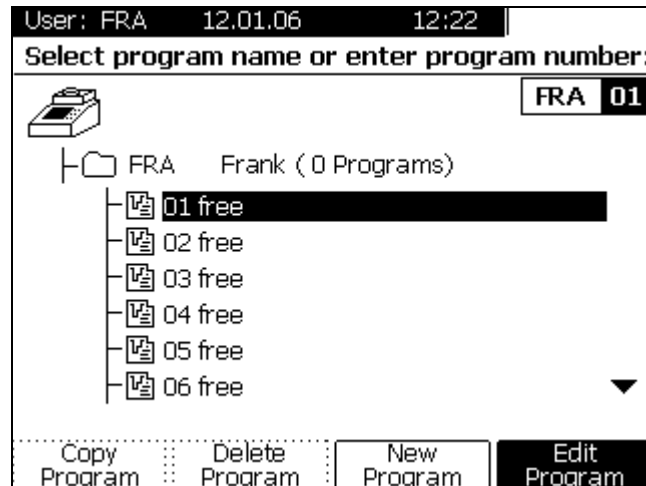 User: FRA 12.01.06 12:22
Select program name or enter program number:
FRA 01
FRA Frank ( 0 Programs)
01 free
02 free
03 free
04 free
05 free
06 free
Copy Program
Delete Program
New Program
Edit Program